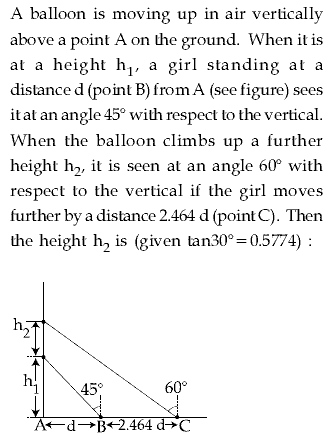 A balloon is moving up in air vertically
above a point A on the ground. When it is
at a height h₁, a girl standing at a
distance d (point B) from A (see figure) sees
it at an angle 45° with respect to the vertical.
When the balloon climbs up a further
height h₂, it is seen at an angle 60° with
respect to the vertical if the girl moves
further by a distance 2.464 d (point C). Then
the height h₂ is (given tan30°=0.5774) :
h₂
h₁
45°
60°
A d B 2.464 d C